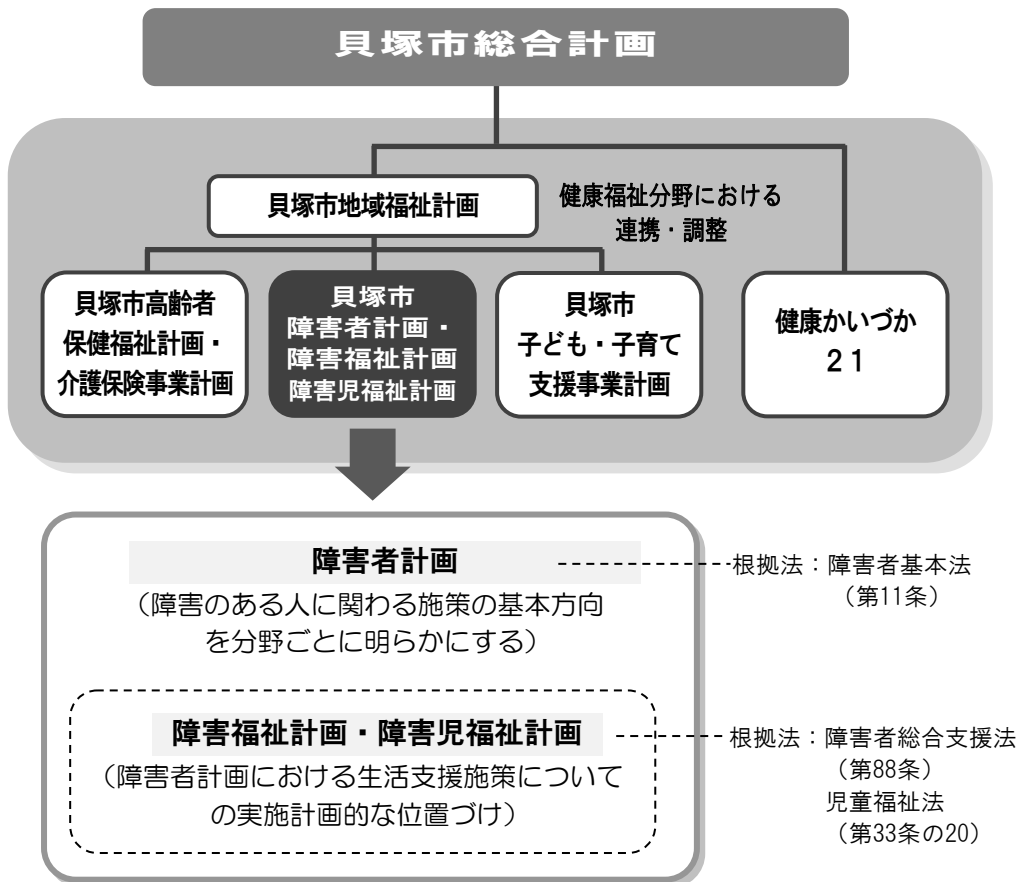 貝塚市総合計画
貝塚市地域福祉計画
健康福祉分野における
連携・調整
貝塚市高齢者
保健福祉計画・
介護保険事業計画
貝塚市
障害者計画・
障害福祉計画
障害児福祉計画
貝塚市
子ども・子育て
支援事業計画
健康かいづか
２１
障害者計画
（障害のある人に関わる施策の基本方向
を分野ごとに明らかにする）
根拠法：障害者基本法
（第11条）
障害福祉計画・障害児福祉計画
（障害者計画における生活支援施策について
の実施計画的な位置づけ）
根拠法：障害者総合支援法
（第88条）
児童福祉法
（第33条の20）